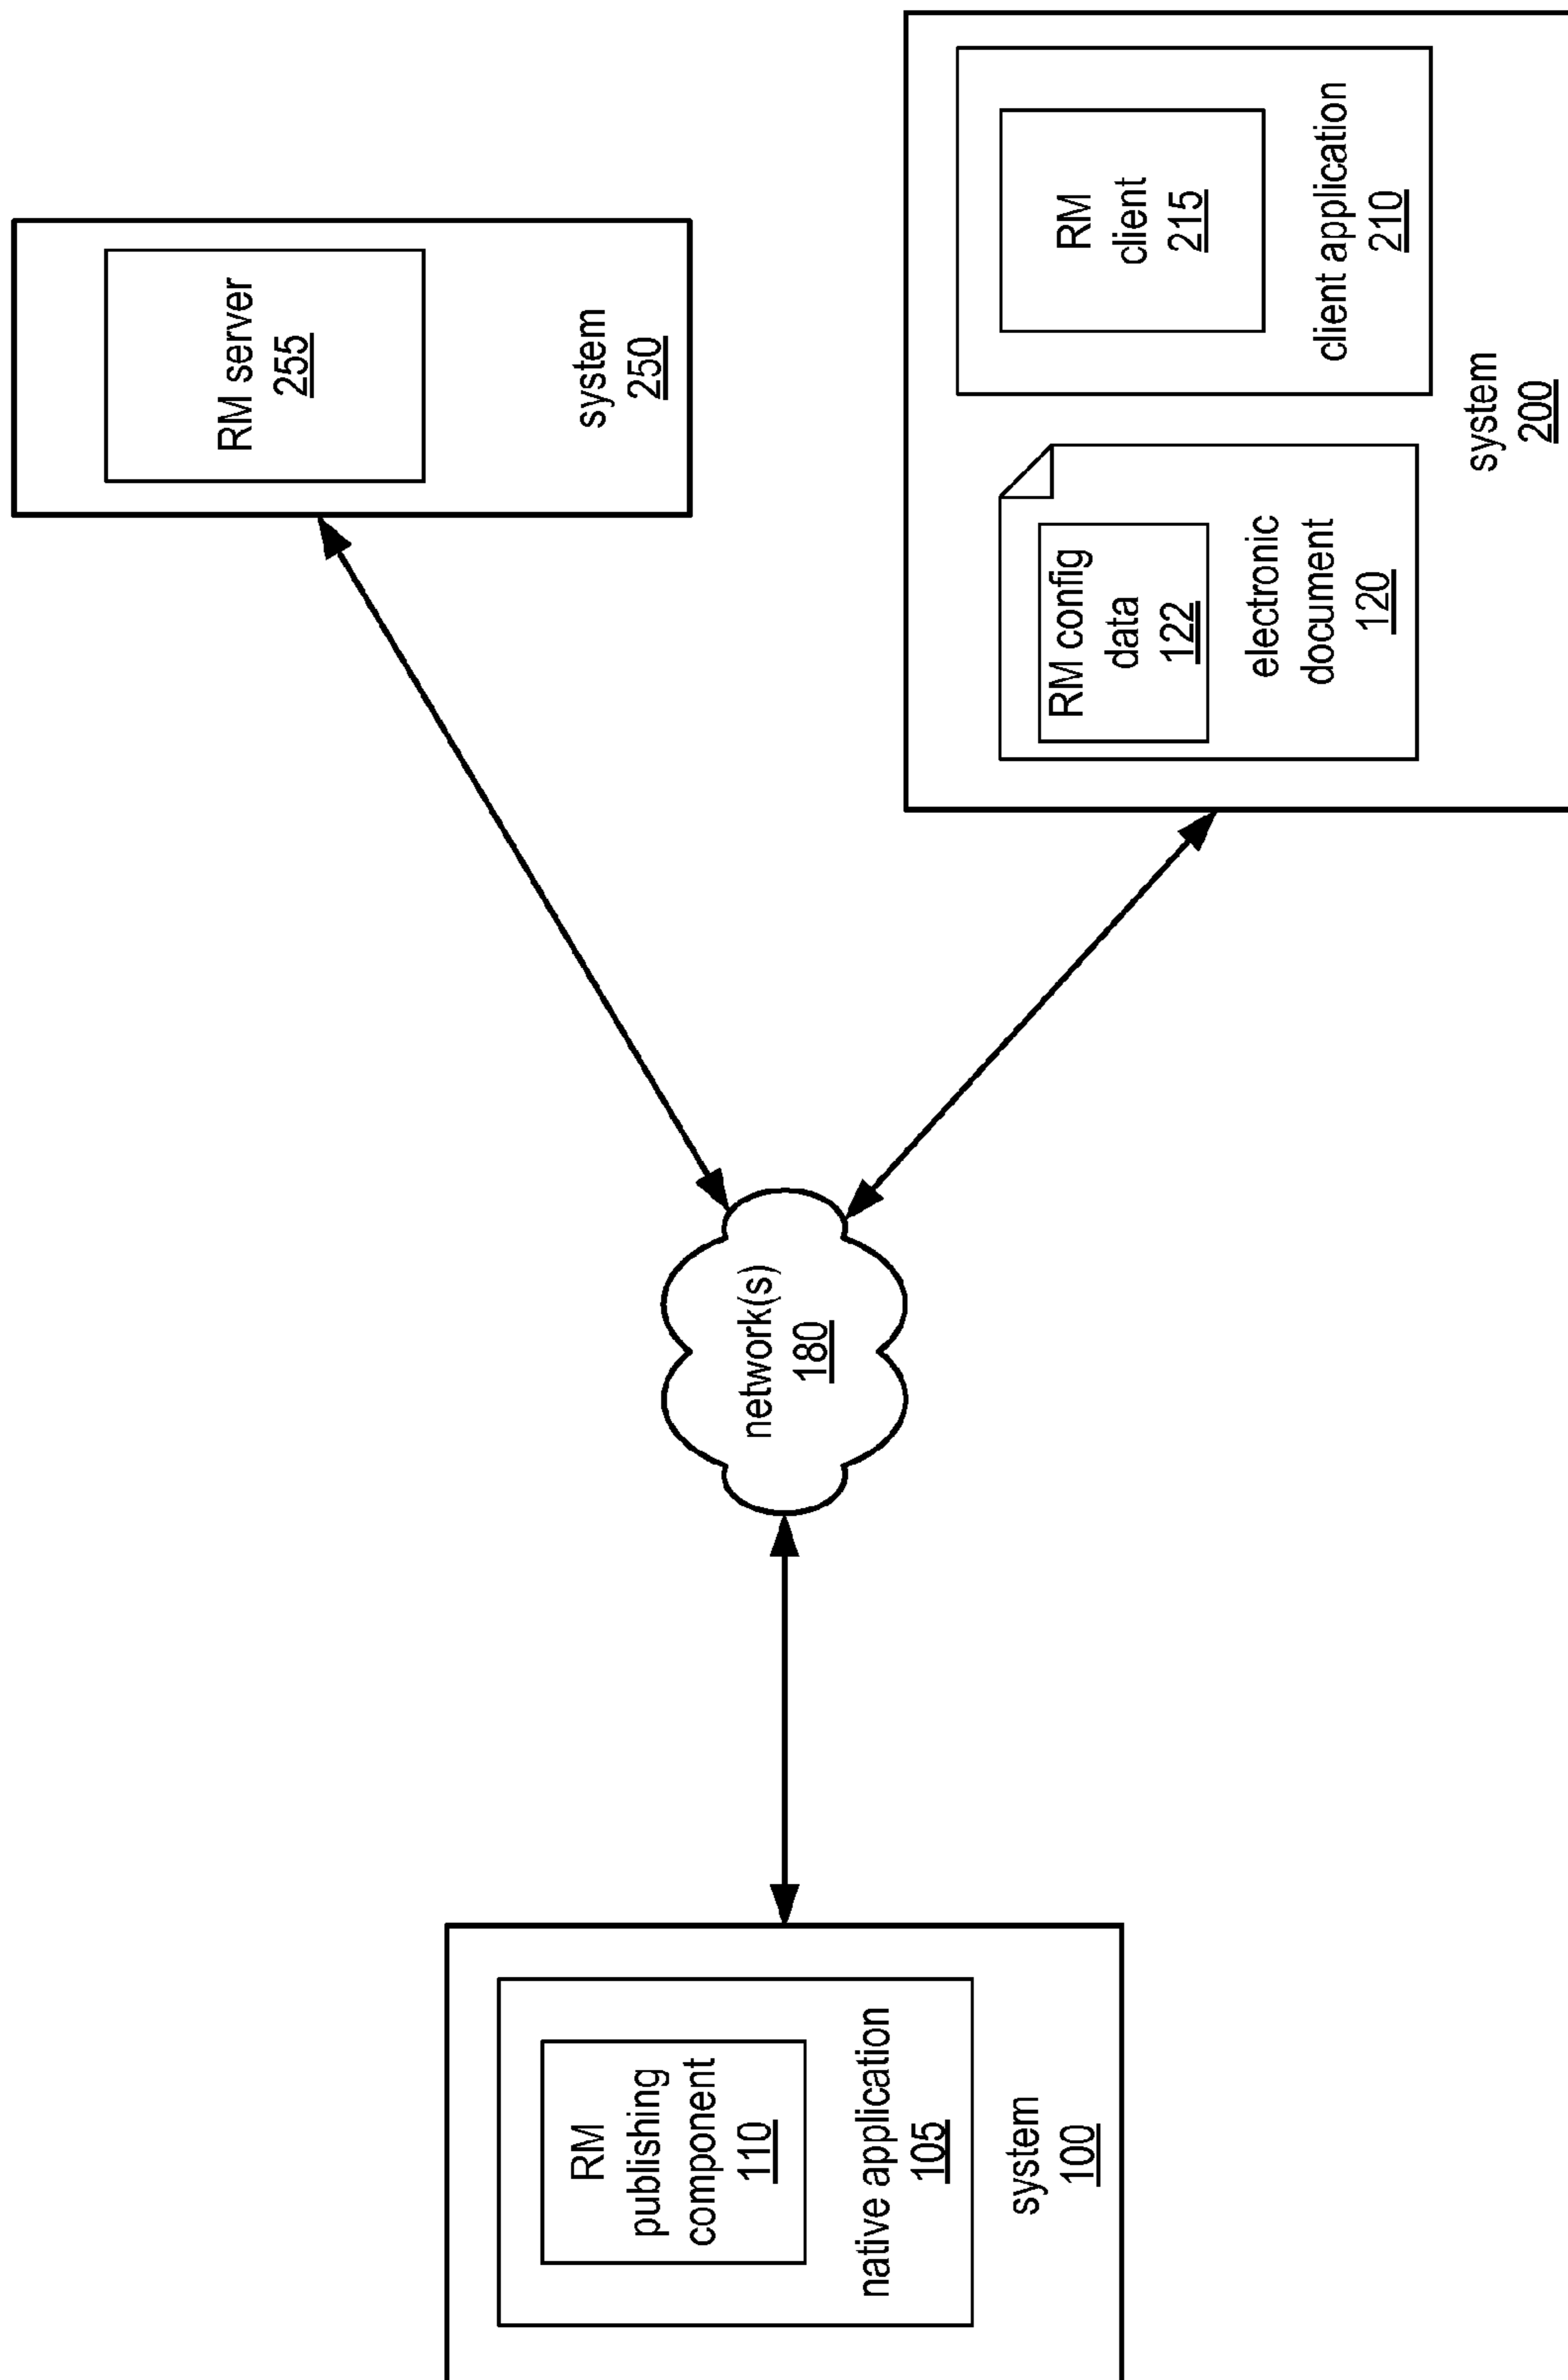 RM
publishing
component
110
native application
105
system
100
network(s)
180
RM server
255
system
250
RM config
data
122
electronic
document
120
RM
client
215
client application
210
system
200